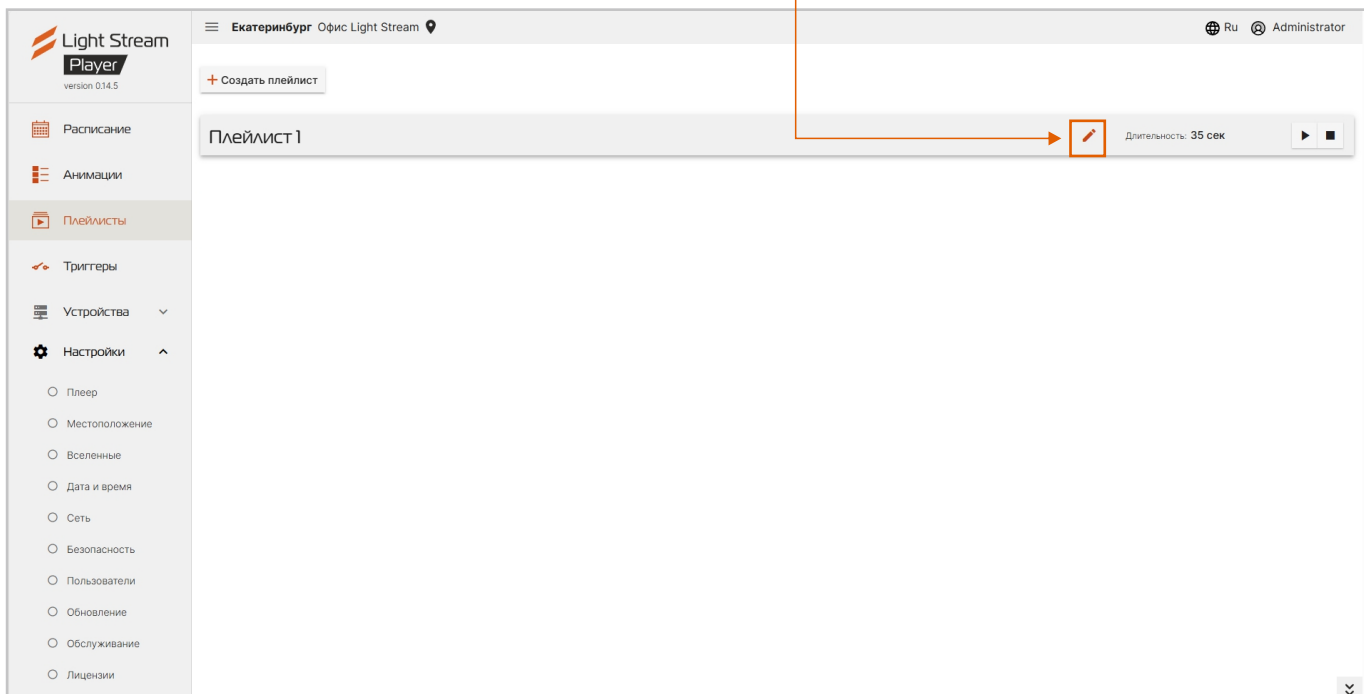 Light Stream
Player
version 0.14.5
Екатеринбург Офис Light Stream
Ru Administrator
+ Создать плейлист
Плейлист 1
Длительность: 35 сек
Расписание
Анимации
Плейлисты
Триггеры
Устройства
Настройки
Плеер
Местоположение
Вселенные
Дата и время
Сеть
Безопасность
Пользователи
Обновление
Обслуживание
Лицензии